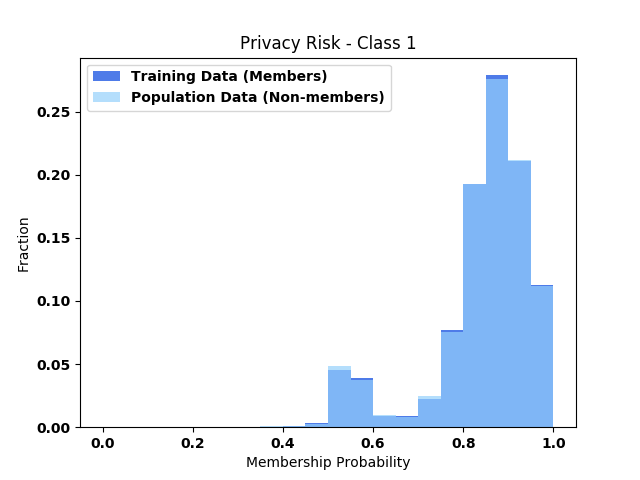 Privacy Risk - Class 1
Training Data (Members)
Population Data (Non-members)
0.25
0.20
0.15
0.10
0.05
0.00
Fraction
0.0 0.2 0.4 0.6 0.8 1.0
Membership Probability